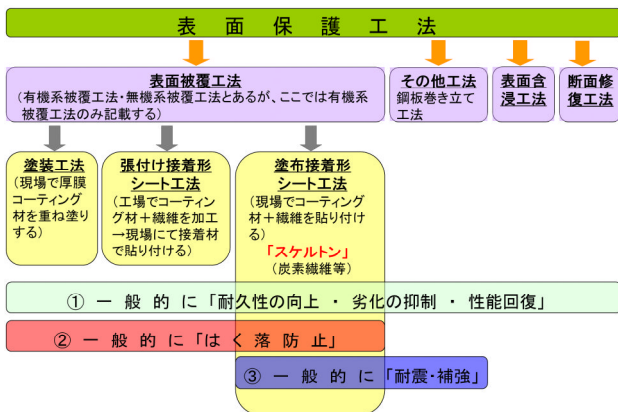 表面保護工法
表面被覆工法
(有機系被覆工法・無機系被覆工法とあるが、ここでは有機系
被覆工法のみ記載する)
その他工法
鋼板巻き立て
工法
表面含
浸工法
断面修
復工法
塗装工法
(現場で厚膜
コーティング
材を重ね塗り
する)
張付け接着形
シート工法
(工場でコーティ
ング材+繊維を加工
→現場にて接着材
で貼り付ける)
塗布接着形
シート工法
(現場でコーティング
材+繊維を貼り付け
る)
「スケルトン」
(炭素繊維等)
① 一般的に「耐久性の向上 ・ 劣化の抑制 ・ 性能回復」
② 一般的に「はく落防止」
③ 一般的に「耐震・補強」